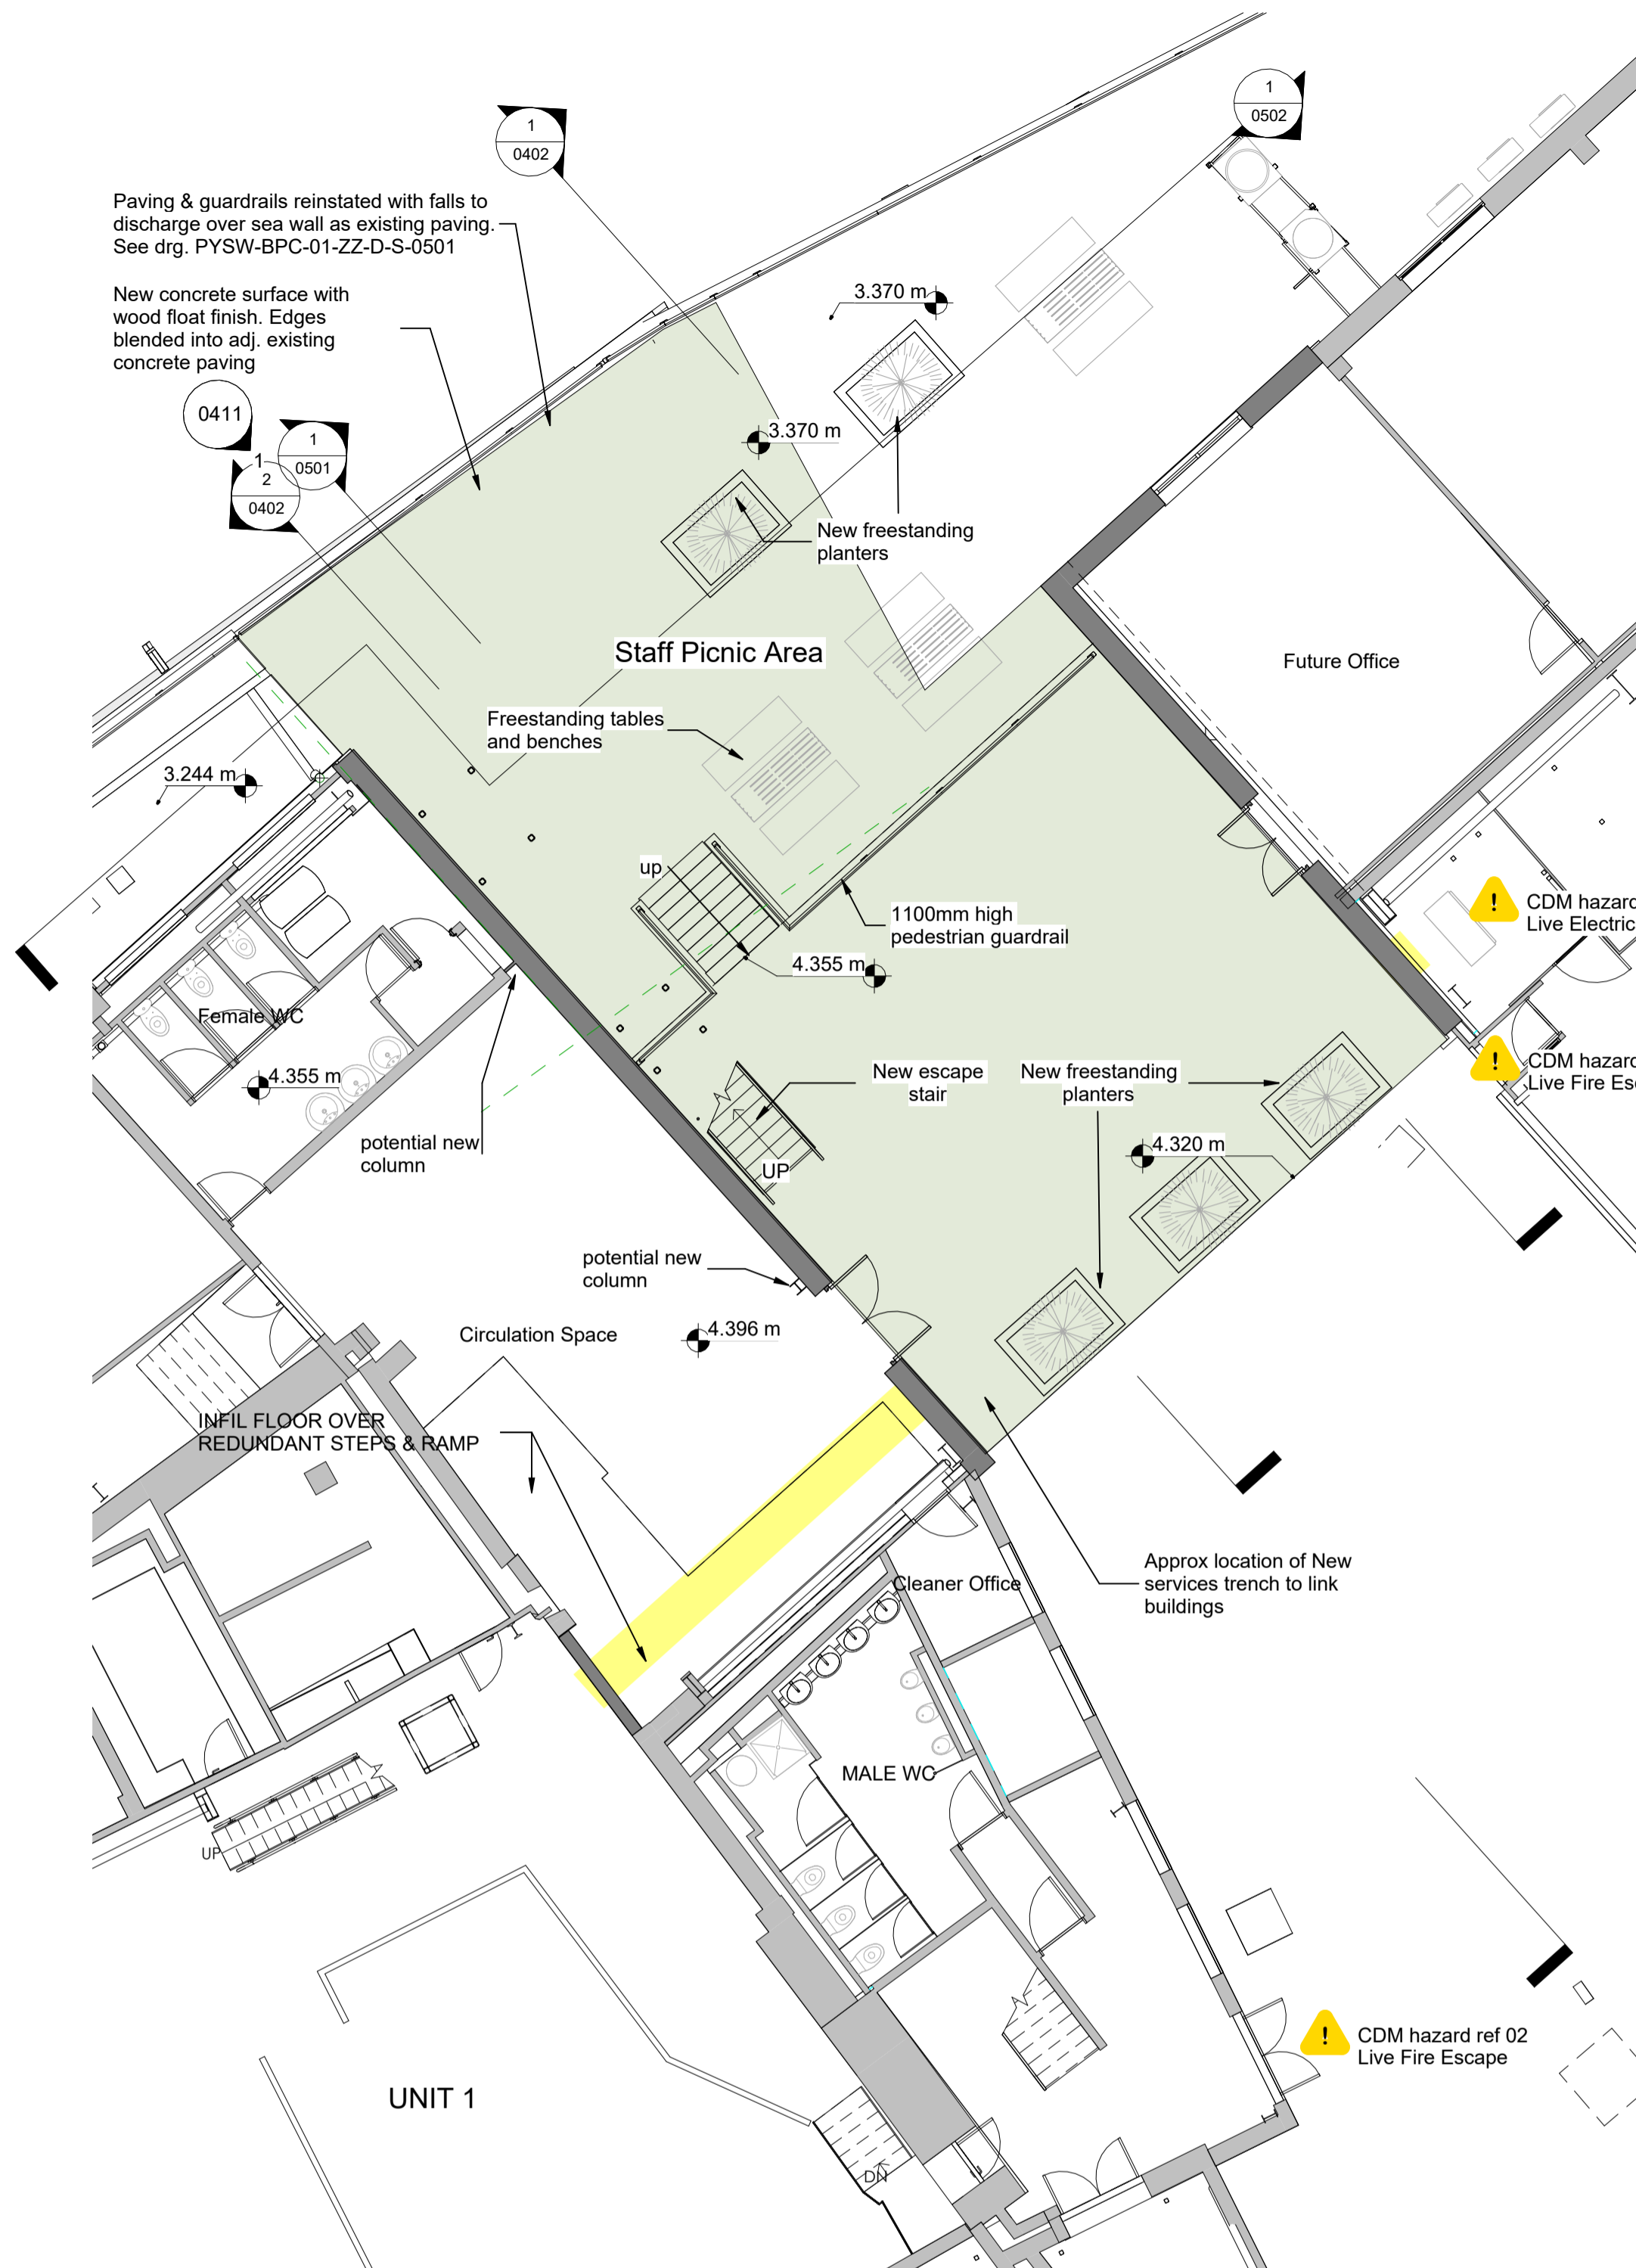 1
0402
1
0502
Paving & guardrails reinstated with falls to
discharge over sea wall as existing paving.
See drg. PYSW-BPC-01-ZZ-D-S-0501
New concrete surface with
wood float finish. Edges
blended into adj. existing
concrete paving
3.370 m
0411
1
0501
1
2
0402
3.370 m
New freestanding
planters
Staff Picnic Area
Future Office
Freestanding tables
and benches
3.244 m
up
1100mm high
pedestrian guardrail
4.355 m
CDM hazard
Live Electric
Female WC
4.355 m
New escape
stair
New freestanding
planters
CDM hazard
Live Fire Es
potential new
column
UP
4.320 m
potential new
column
Circulation Space
4.396 m
INFIL FLOOR OVER
REDUNDANT STEPS & RAMP
Cleaner Office
Approx location of New
services trench to link
buildings
MALE WC
UP
CDM hazard ref 02
Live Fire Escape
UNIT 1
DN